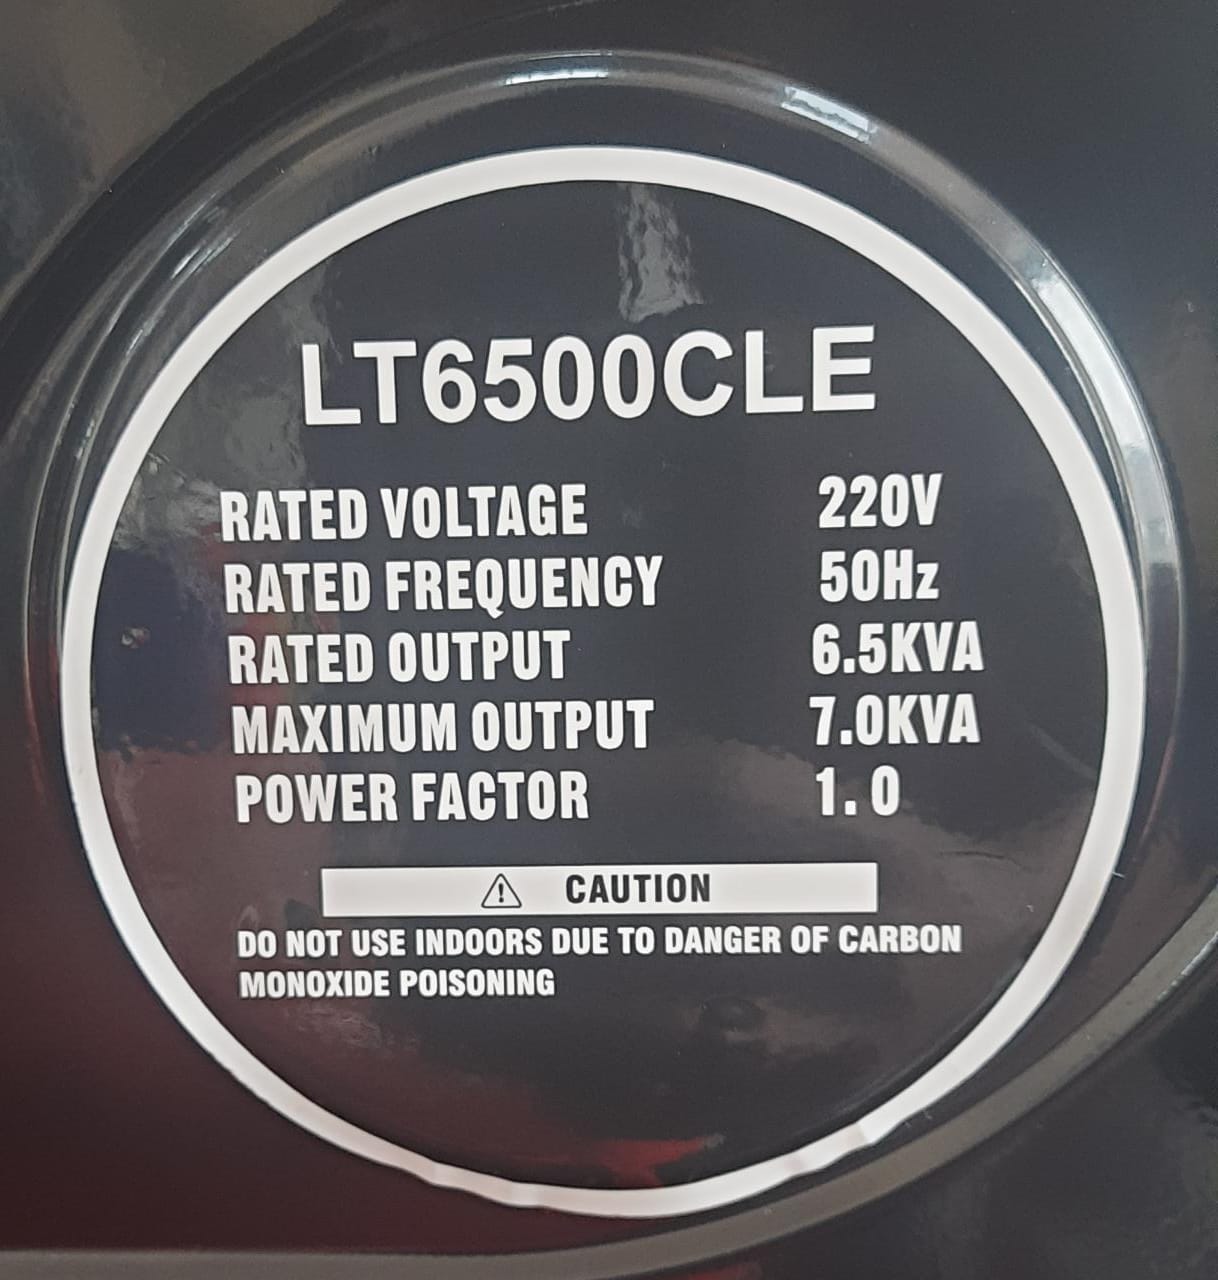 LT6500CLE
RATED VOLTAGE 220V
RATED FREQUENCY 50Hz
RATED OUTPUT 6.5KVA
MAXIMUM OUTPUT 7.0KVA
POWER FACTOR 1.0
CAUTION
DO NOT USE INDOORS DUE TO DANGER OF CARBON
MONOXIDE POISONING